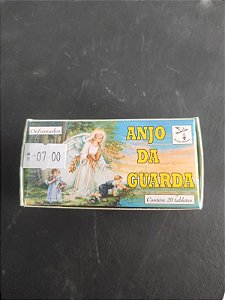 Defumador
R$ -07.00
ANJO
DA
GUARDA
Contém 20 tabletes